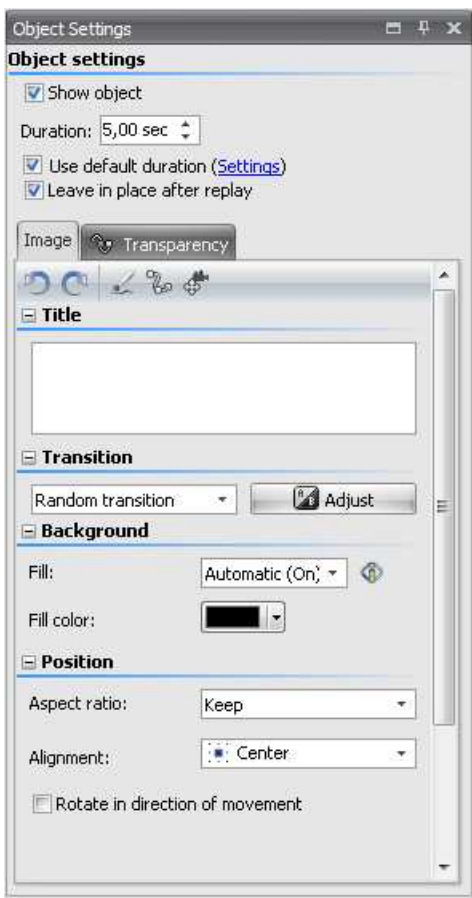 Object Settings
Object settings
Show object
Duration: 5,00 sec
Use default duration (Settings)
Leave in place after replay
Image Transparency
Title
Transition
Random transition Adjust
Background
Fill: Automatic (On)
Fill color:
Position
Aspect ratio: Keep
Alignment: Center
Rotate in direction of movement